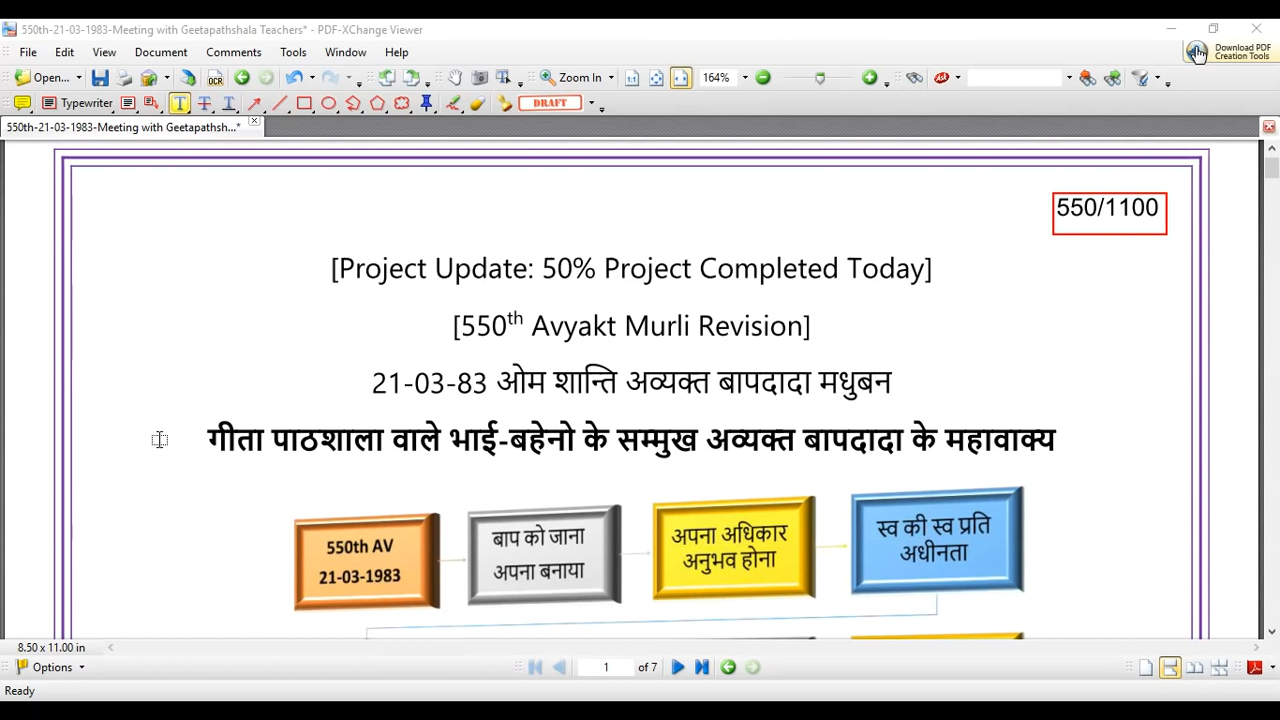 550th-21-03-1983-Meeting with Geetapathshala Teachers* - PDF-XChange Viewer
File Edit View Document Comments Tools Window Help
Download PDF
Creation Tools
Open... OCR Zoom In 164%
Typewriter DRAFT
550th-21-03-1983-Meeting with Geetapathsh...*
550/1100
[Project Update: 50% Project Completed Today]
[550th Avyakt Murli Revision]
21-03-83 ओम शान्ति अव्यक्त बापदादा मधुबन
गीता पाठशाला वाले भाई-बहेनो के सम्मुख अव्यक्त बापदादा के महावाक्य
550th AV
21-03-1983
बाप को जाना
अपना बनाया
अपना अधिकार
अनुभव होना
स्व की स्व प्रति
अधीनता
8.50 x 11.00 in
Options 1 of 7
Ready